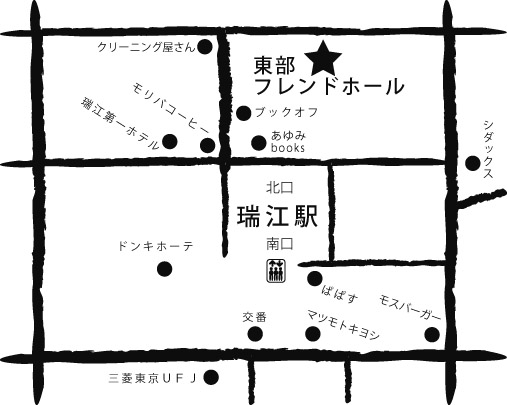 クリーニング屋さん
東部
フレンドホール
モリバコーヒー
瑞江第一ホテル
ブックオフ
あゆみ
books
シダックス
北口
瑞江駅
南口
ドンキホーテ
ぱぱす
モスバーガー
交番
マツモトキヨシ
三菱東京UFJ